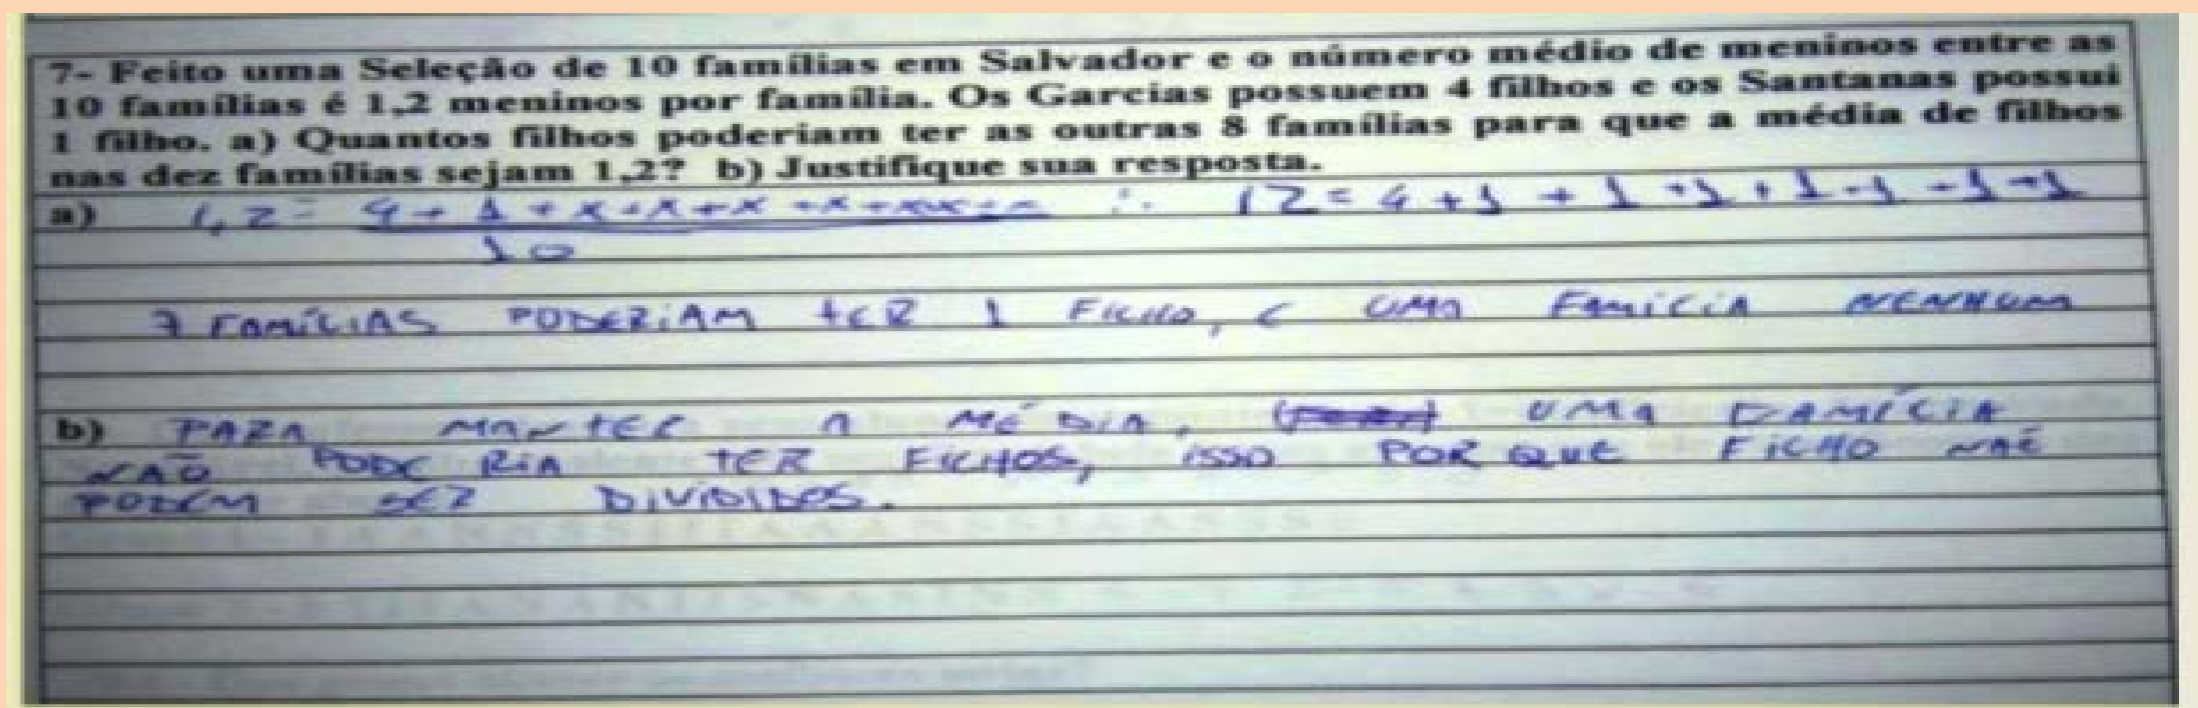 7- Feito uma Seleção de 10 famílias em Salvador e o número médio de meninos entre as
10 famílias é 1,2 meninos por família. Os Garcias possuem 4 filhos e os Santanas possui
1 filho. a) Quantos filhos poderiam ter as outras 8 famílias para que a média de filhos
nas dez famílias sejam 1,2? b) Justifique sua resposta.
a) 1,2 = 4 + 1 + x + x + x + x + x x + x ∴ 12 = 4 + 1 + 1 + 1 + 1 + 1 + 1 + 1
10
7 FAMÍLIAS PODERIAM tER 1 FILHO, E UMA FAMILIA NENHUM
b) PARA MANTER A MÉDIA, UMA FAMÍLIA
NÃO PODERIA TER FILHOS, ISSO POR QUE FILHO NÃO
PODEM SER DIVIDIDOS.